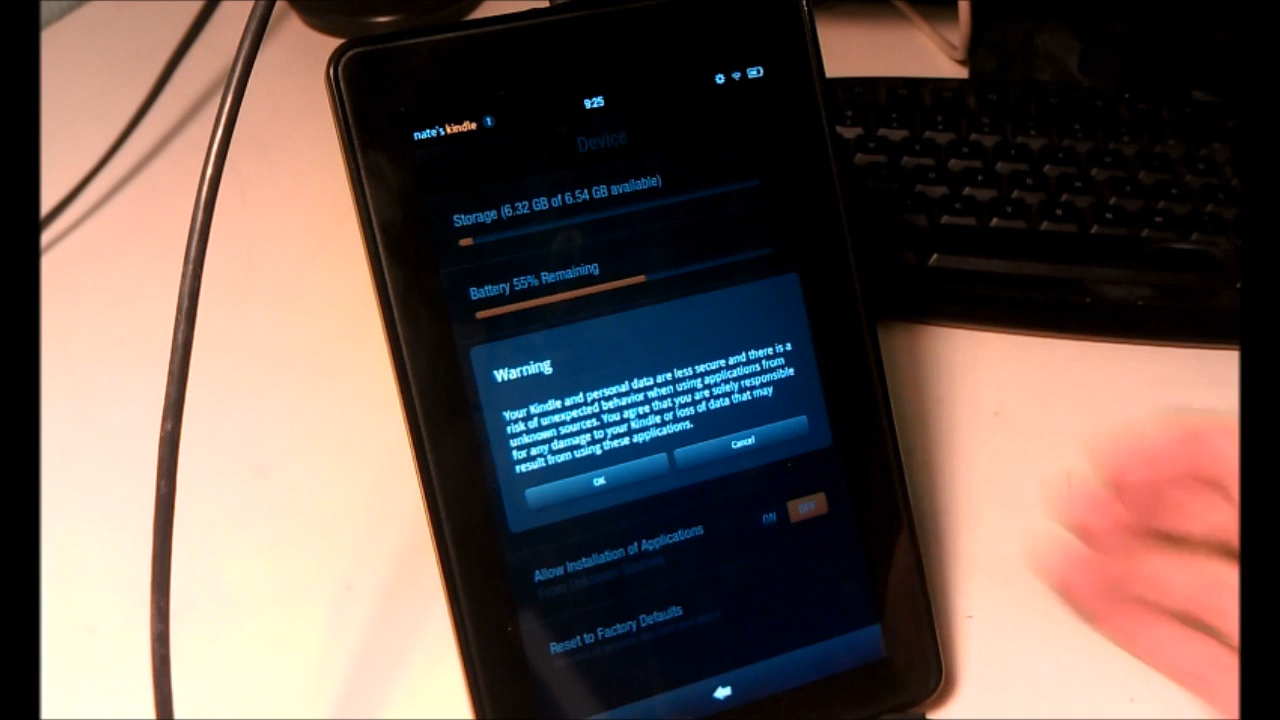 9:25
nate's kindle 1
Device
Storage (6.32 GB of 6.54 GB available)
Battery 55% Remaining
Warning
Your Kindle and personal data are less secure and there is a
risk of unexpected behavior when using applications from
unknown sources. You agree that you are solely responsible
for any damage to your Kindle or loss of data that may
result from using these applications.
OK
Cancel
Allow Installation of Applications
ON OFF
From Unknown Sources
Reset to Factory Defaults